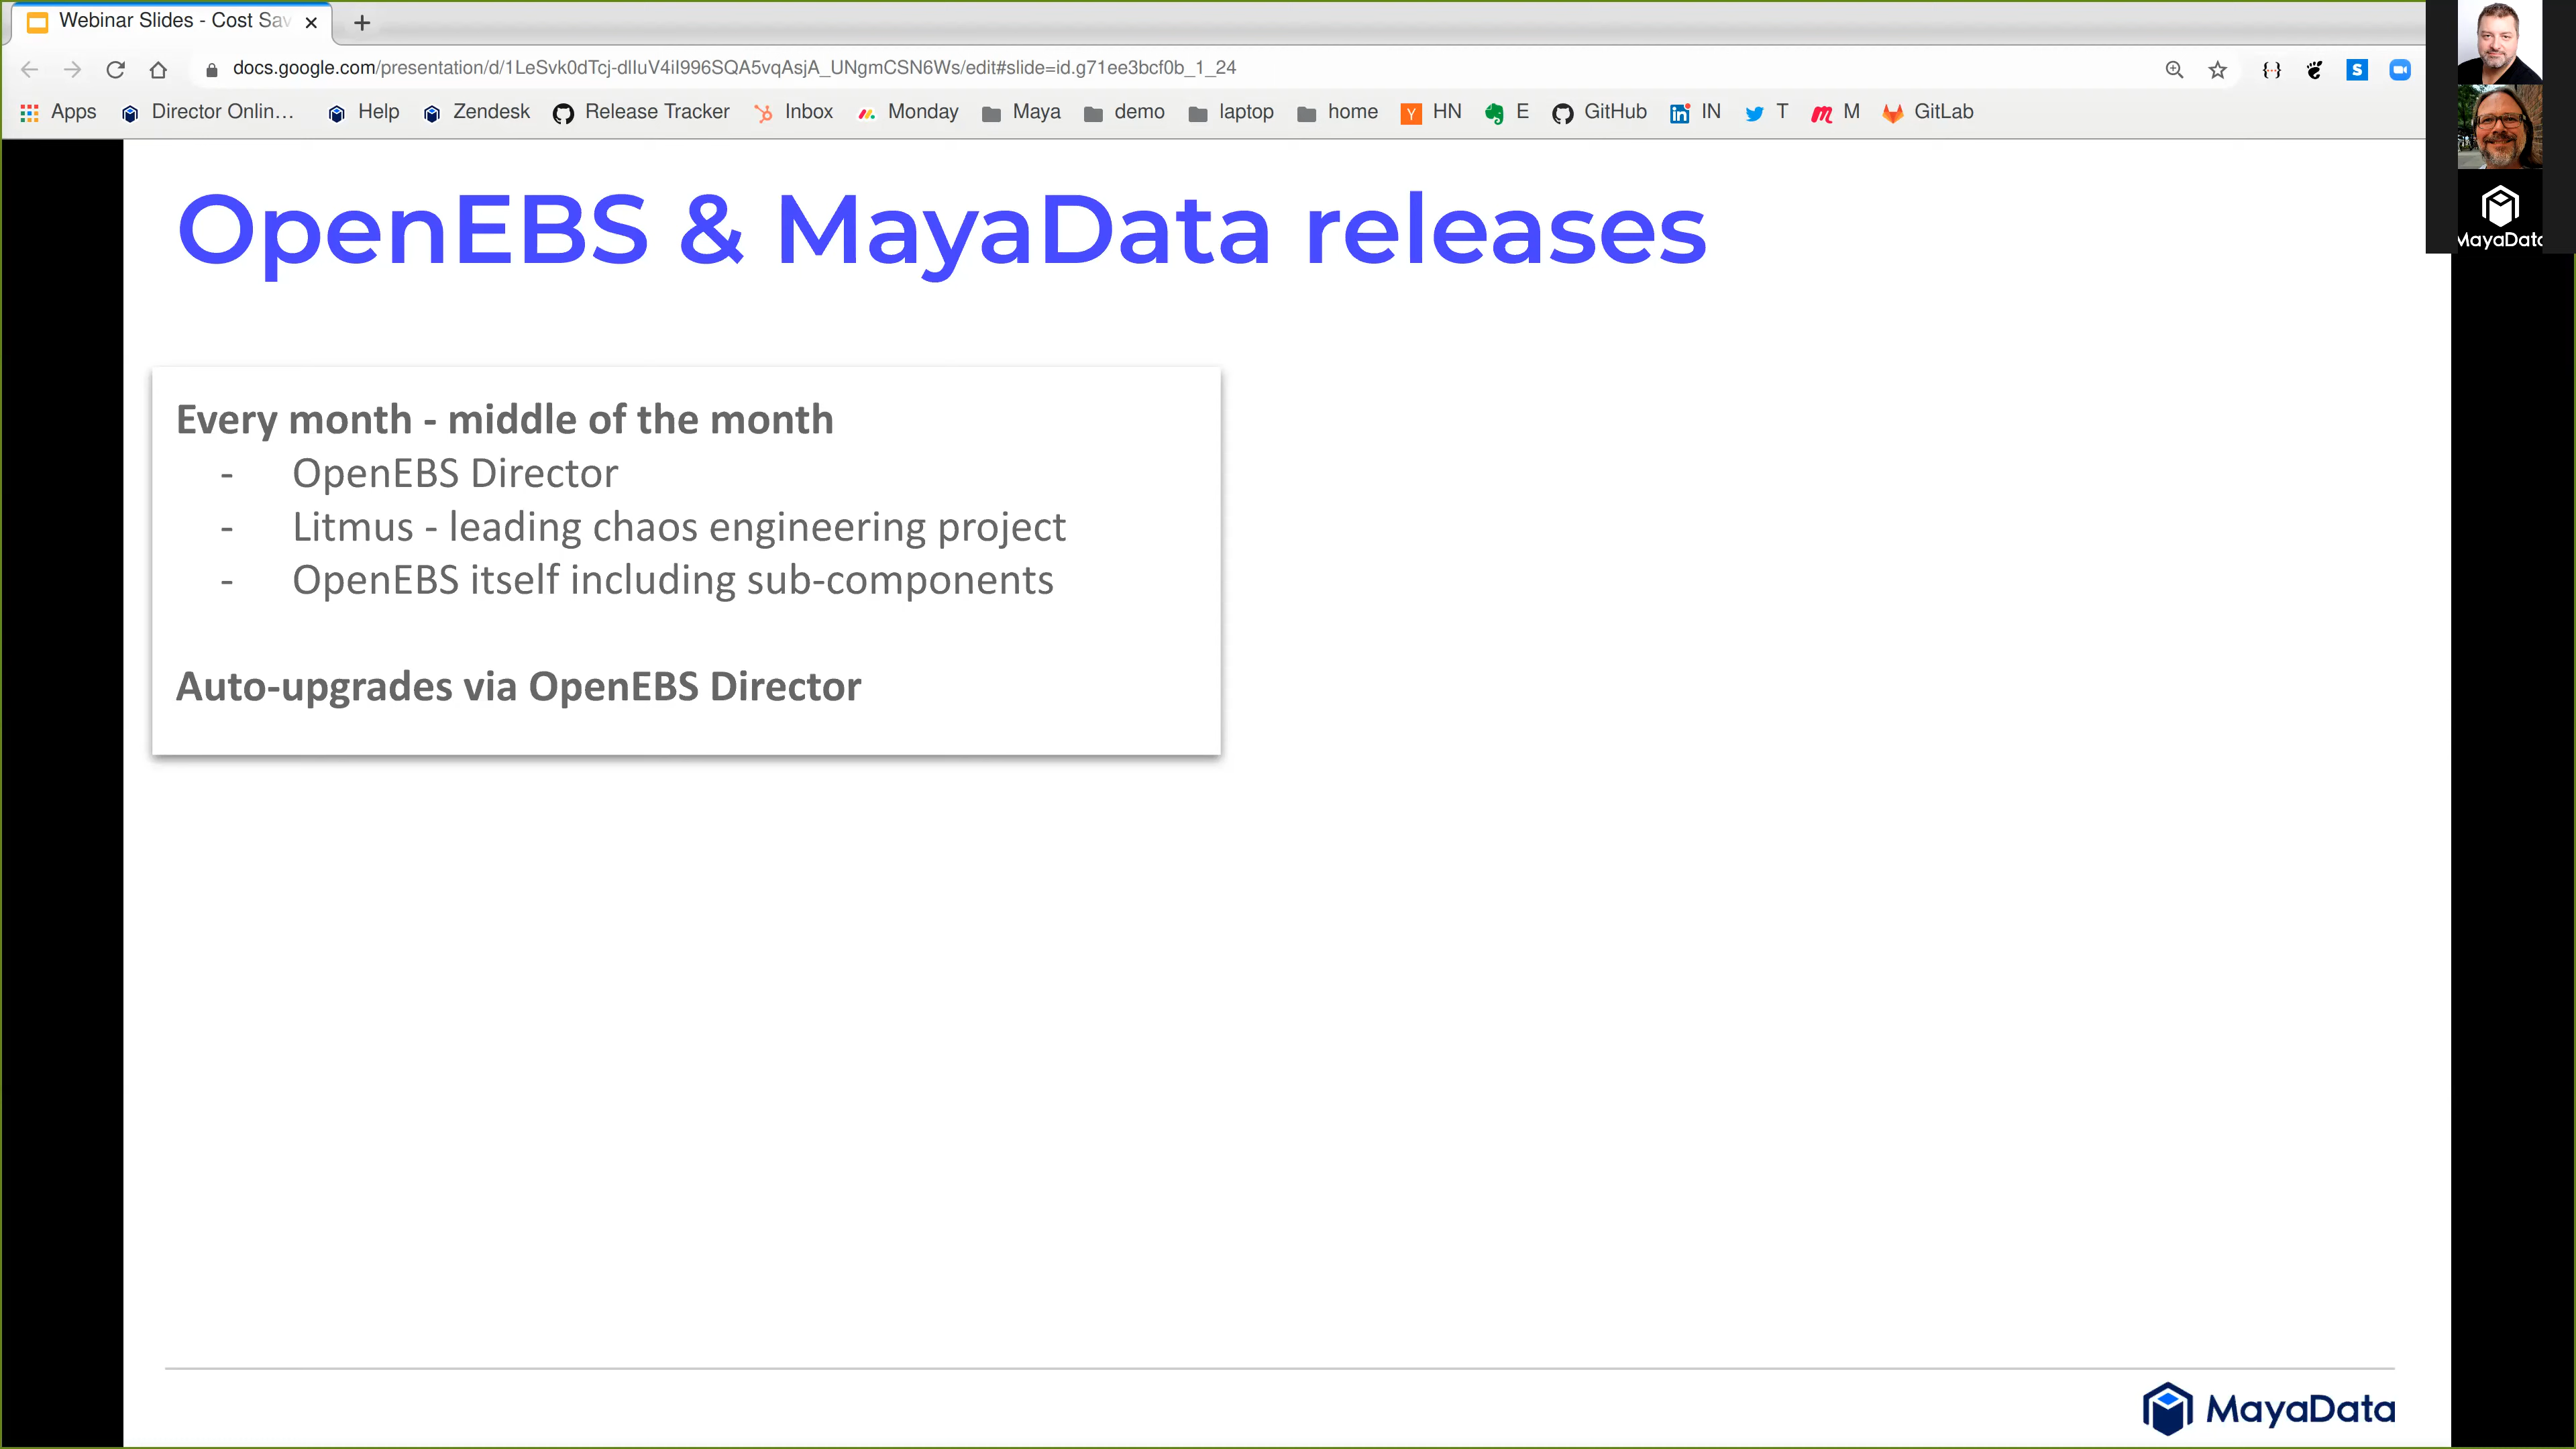 Webinar Slides - Cost Sav
docs.google.com/presentation/d/1LeSvk0dTcj-dlIuV4iI996SQA5vqAsjA_UNgmCSN6Ws/edit#slide=id.g71ee3bcf0b_1_24
Apps Director Onlin... Help Zendesk Release Tracker Inbox Monday Maya demo laptop home HN E GitHub IN T M GitLab
MayaData
OpenEBS & MayaData releases
Every month - middle of the month
- OpenEBS Director
- Litmus - leading chaos engineering project
- OpenEBS itself including sub-components
Auto-upgrades via OpenEBS Director
MayaData